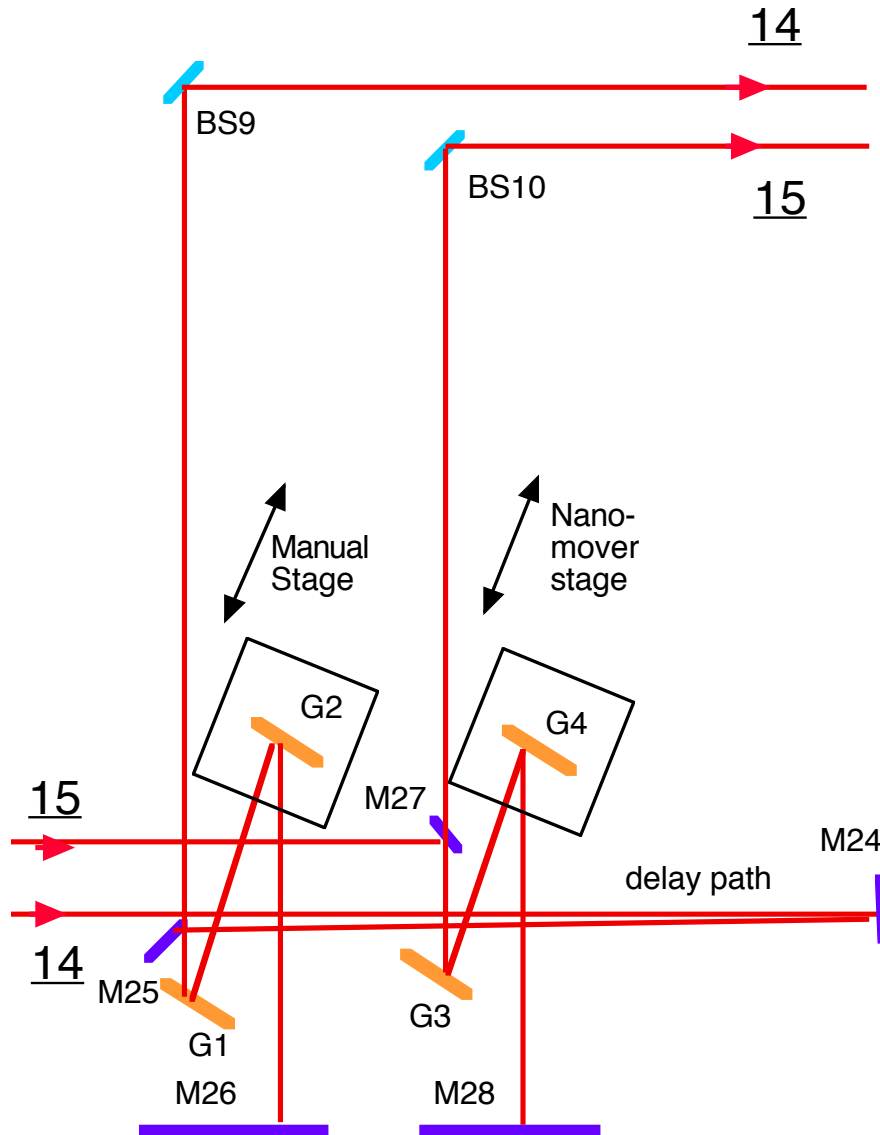 14
BS9
BS10
15
Manual
Stage
Nano-
mover
stage
G2
G4
15
M27
M24
delay path
14
M25
G3
G1
M26
M28